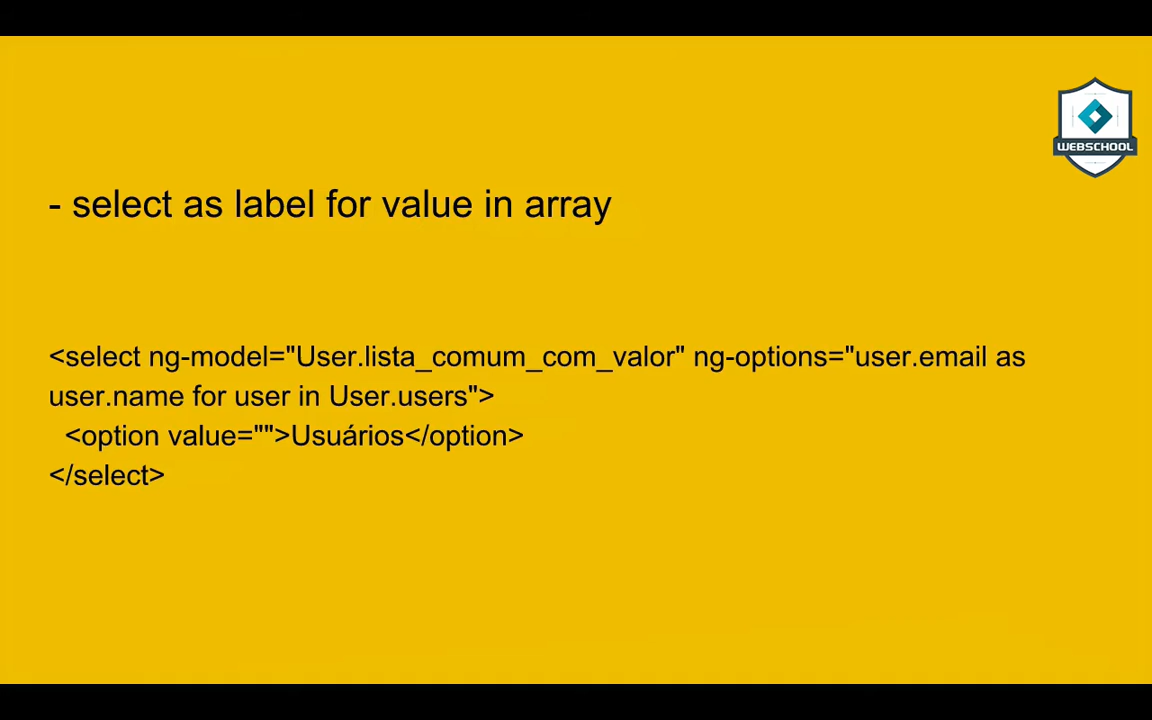 WEBSCHOOL
- select as label for value in array
<select ng-model="User.lista_comum_com_valor" ng-options="user.email as
user.name for user in User.users">
<option value="">Usuários</option>
</select>